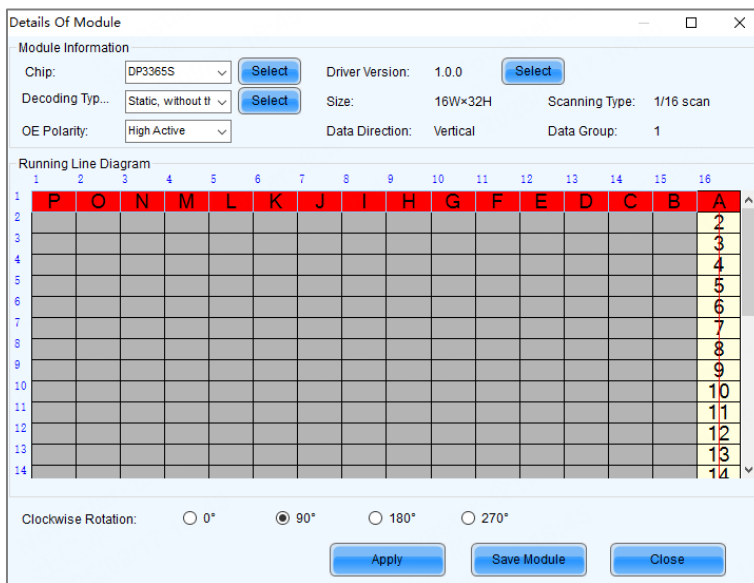 Details Of Module
Module Information
Chip: DP3365S Select Driver Version: 1.0.0 Select
Decoding Typ... Static, without th Select Size: 16W×32H Scanning Type: 1/16 scan
OE Polarity: High Active Data Direction: Vertical Data Group: 1
Running Line Diagram
1 2 3 4 5 6 7 8 9 10 11 12 13 14 15 16
1 P O N M L K J I H G F E D C B A
2 2
3 3
4 4
5 5
6 6
7 7
8 8
9 9
10 10
11 11
12 12
13 13
14 14
Clockwise Rotation: 0° 90° 180° 270°
Apply Save Module Close